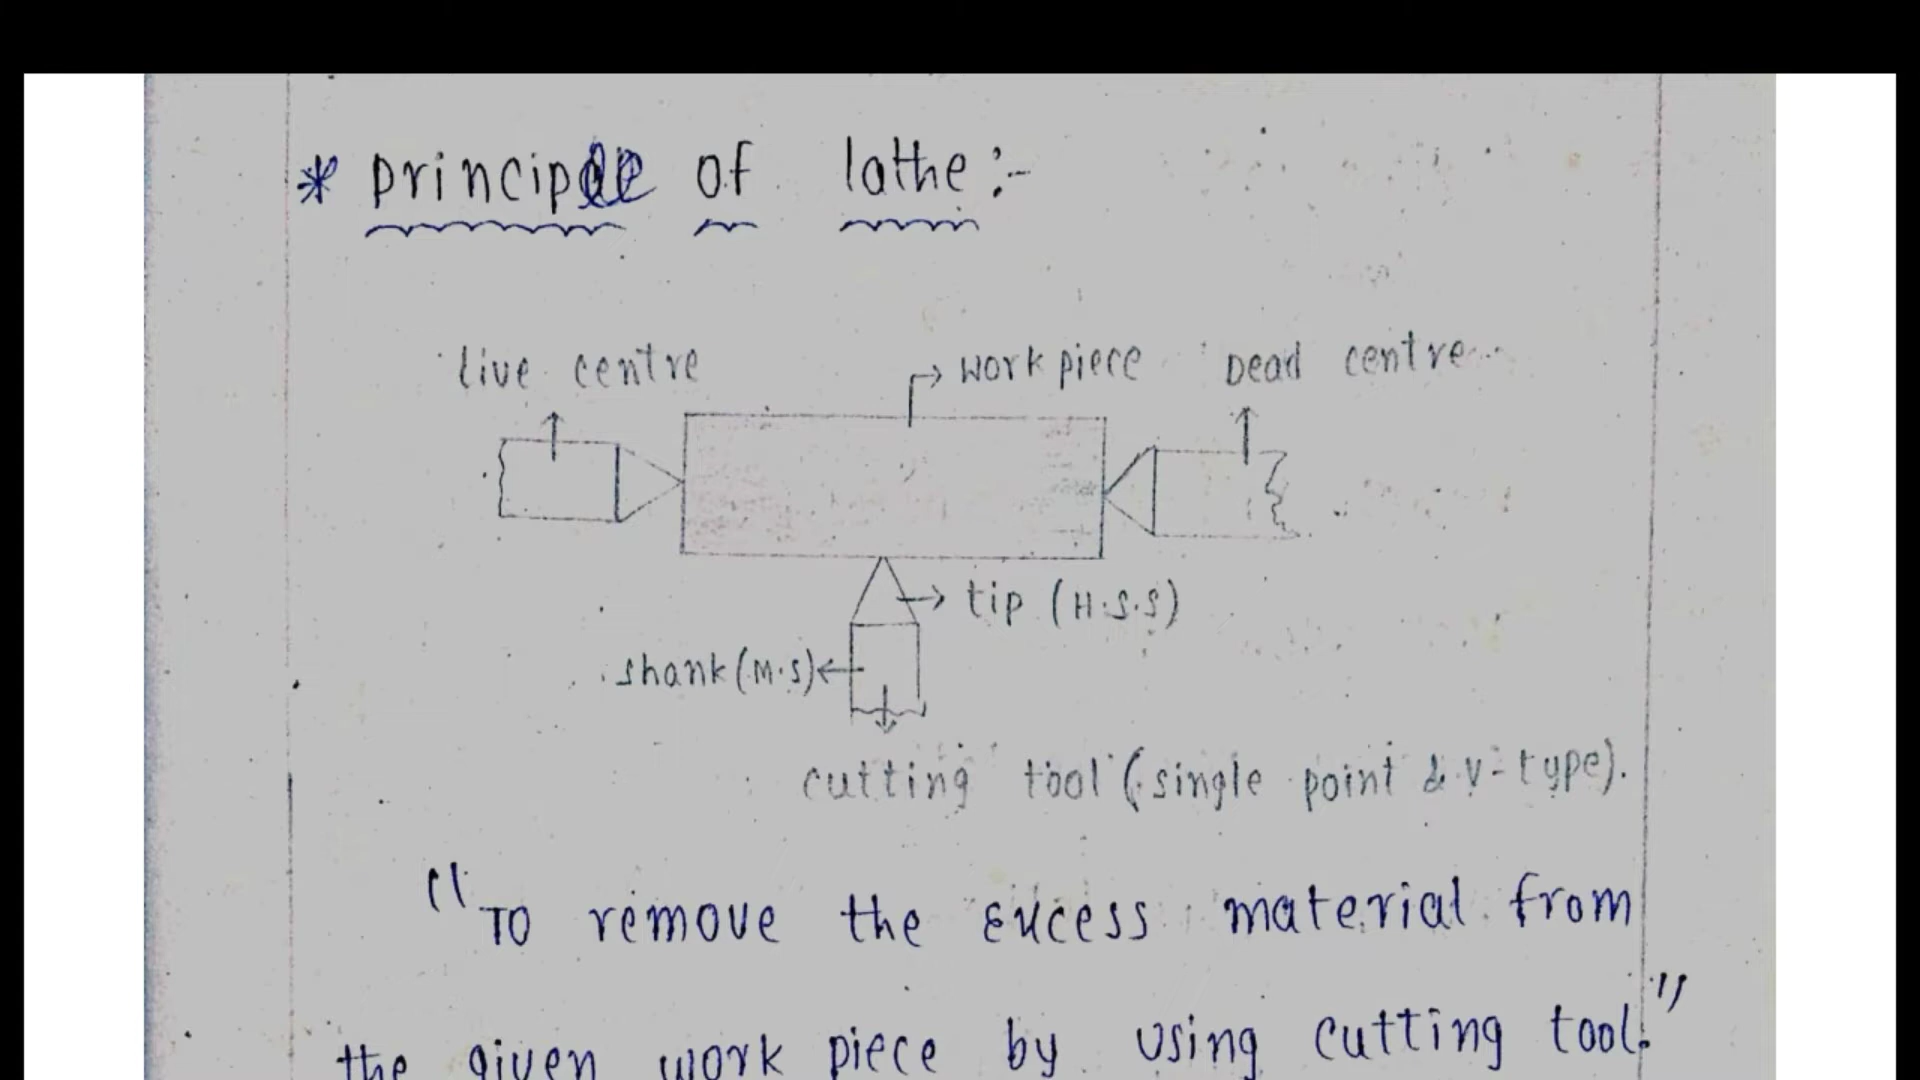 * principle of lathe :-
live centre
→ work piece
Dead centre
→ tip (H.S.S)
shank (M.S) ←
cutting tool (single point & V-type).
"To remove the excess material from
the given work piece by using cutting tool."